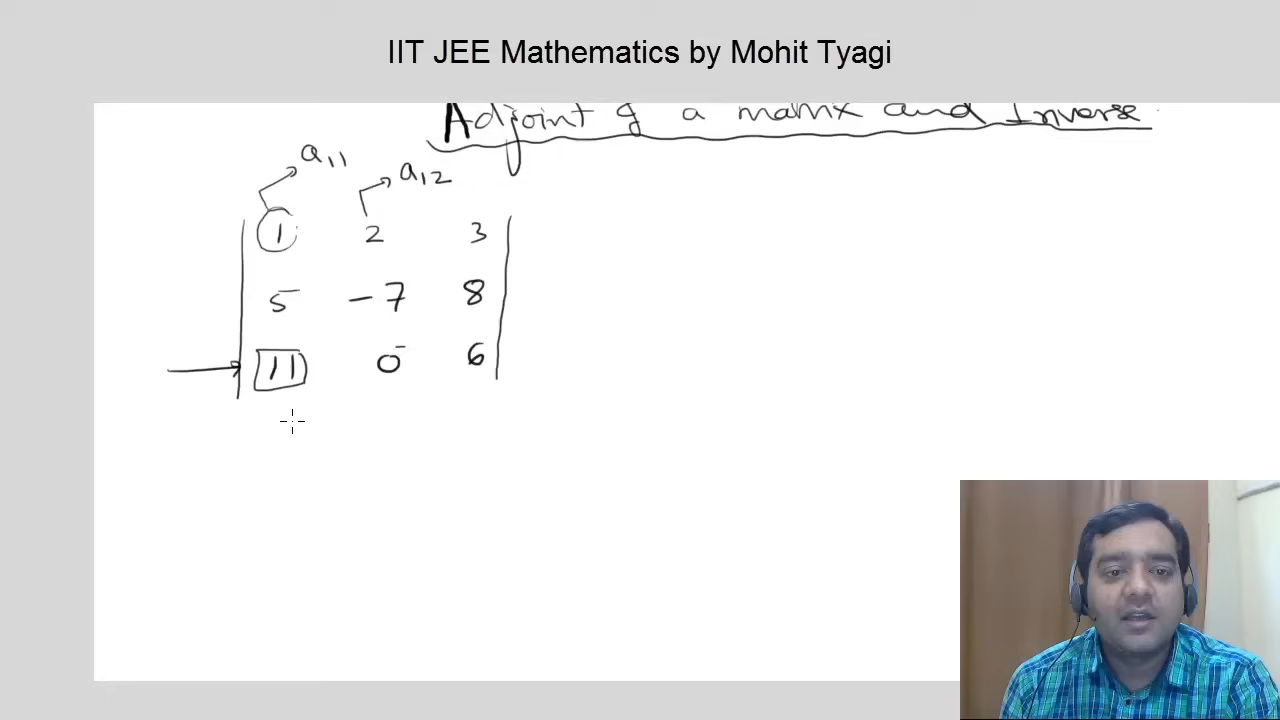 IIT JEE Mathematics by Mohit Tyagi
Adjoint of a matrix and Inverse
a11
a12
1 2 3
5 -7 8
11 0 6